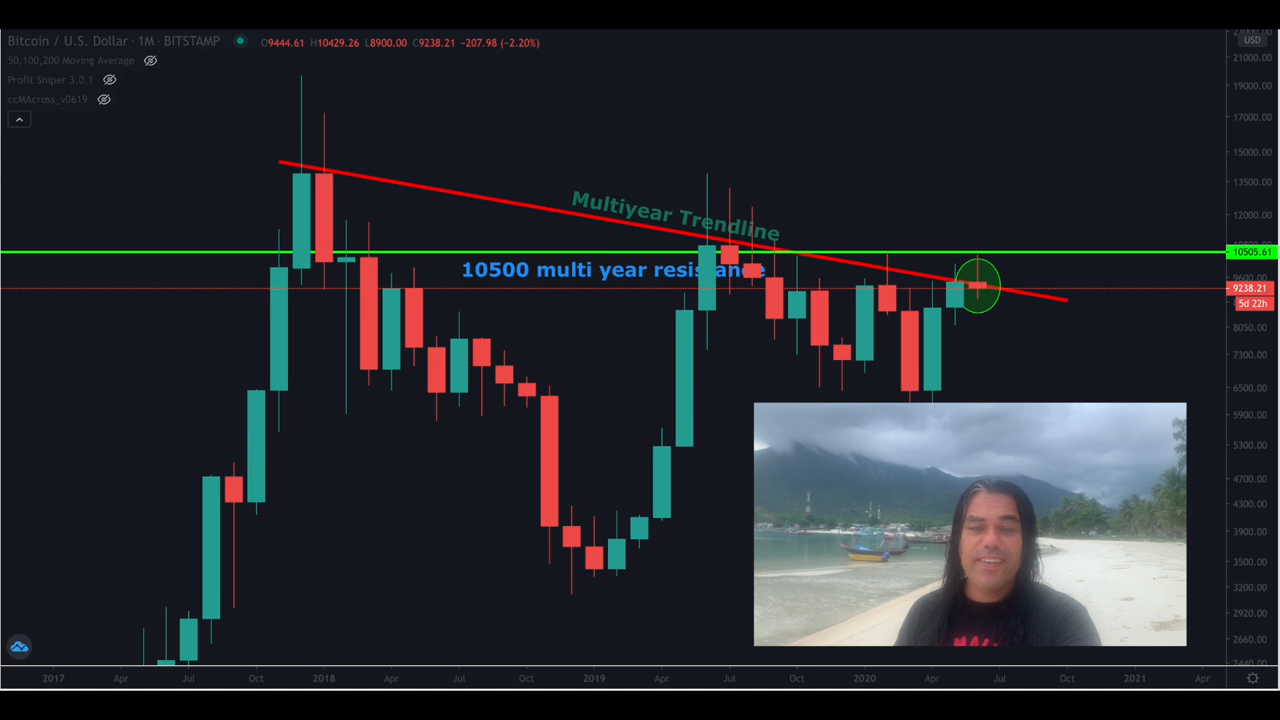 Bitcoin / U.S. Dollar · 1M · BITSTAMP O9444.61 H10429.26 L8900.00 C9238.21 −207.98 (−2.20%)
50,100,200 Moving Average
Profit Sniper 3.0.1
ccMAcross_v0619
USD
21000.00
19000.00
17000.00
15000.00
13500.00
12000.00
Multiyear Trendline
10505.61
10500 multi year resistance
9600.00
9238.21
5d 22h
8050.00
7300.00
6500.00
5900.00
5300.00
4700.00
4300.00
3900.00
3500.00
3200.00
2920.00
2660.00
2440.00
2017 Apr Jul Oct 2018 Apr Jul Oct 2019 Apr Jul Oct 2020 Apr Jul Oct 2021 Apr